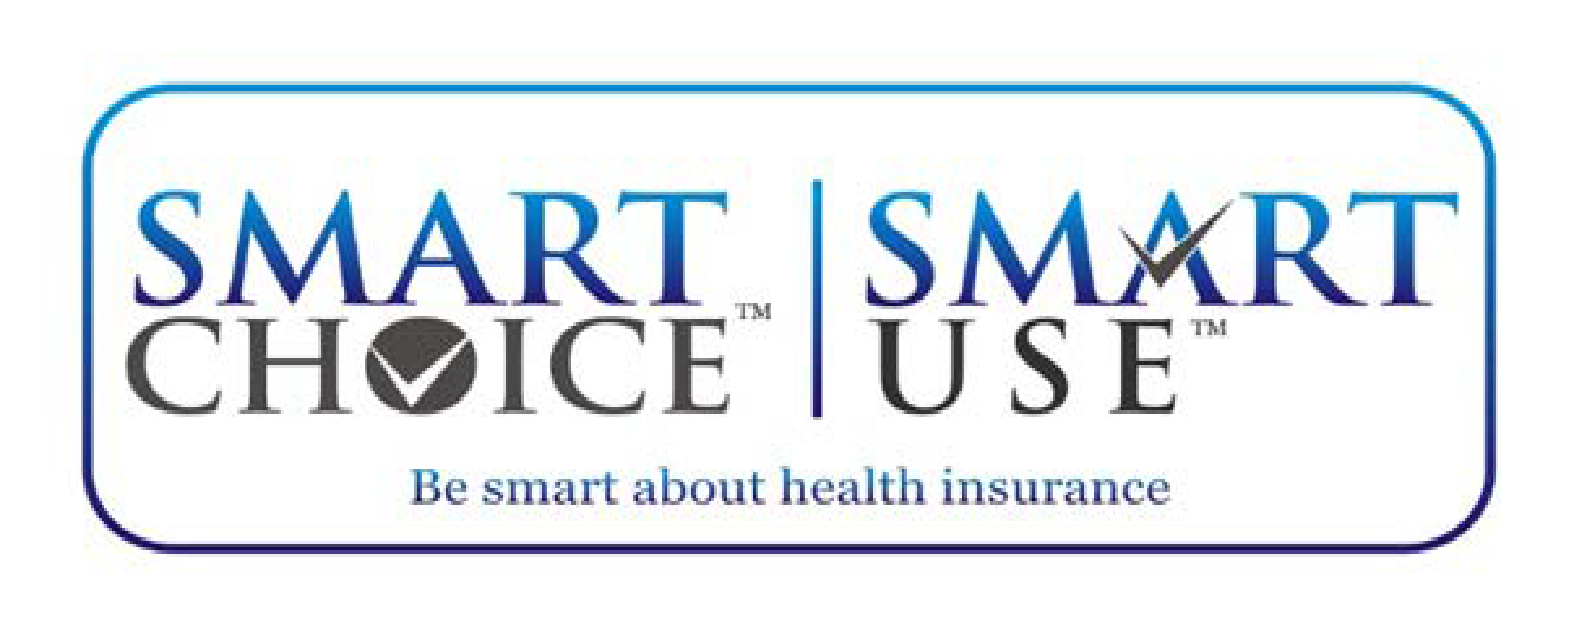 SMART
CHOICE™
SMART
USE™
Be smart about health insurance